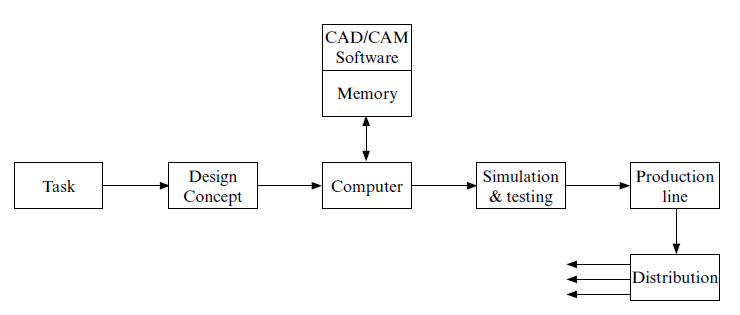 CAD/CAM
Software
Memory
Task
Design
Concept
Computer
Simulation
& testing
Production
line
Distribution